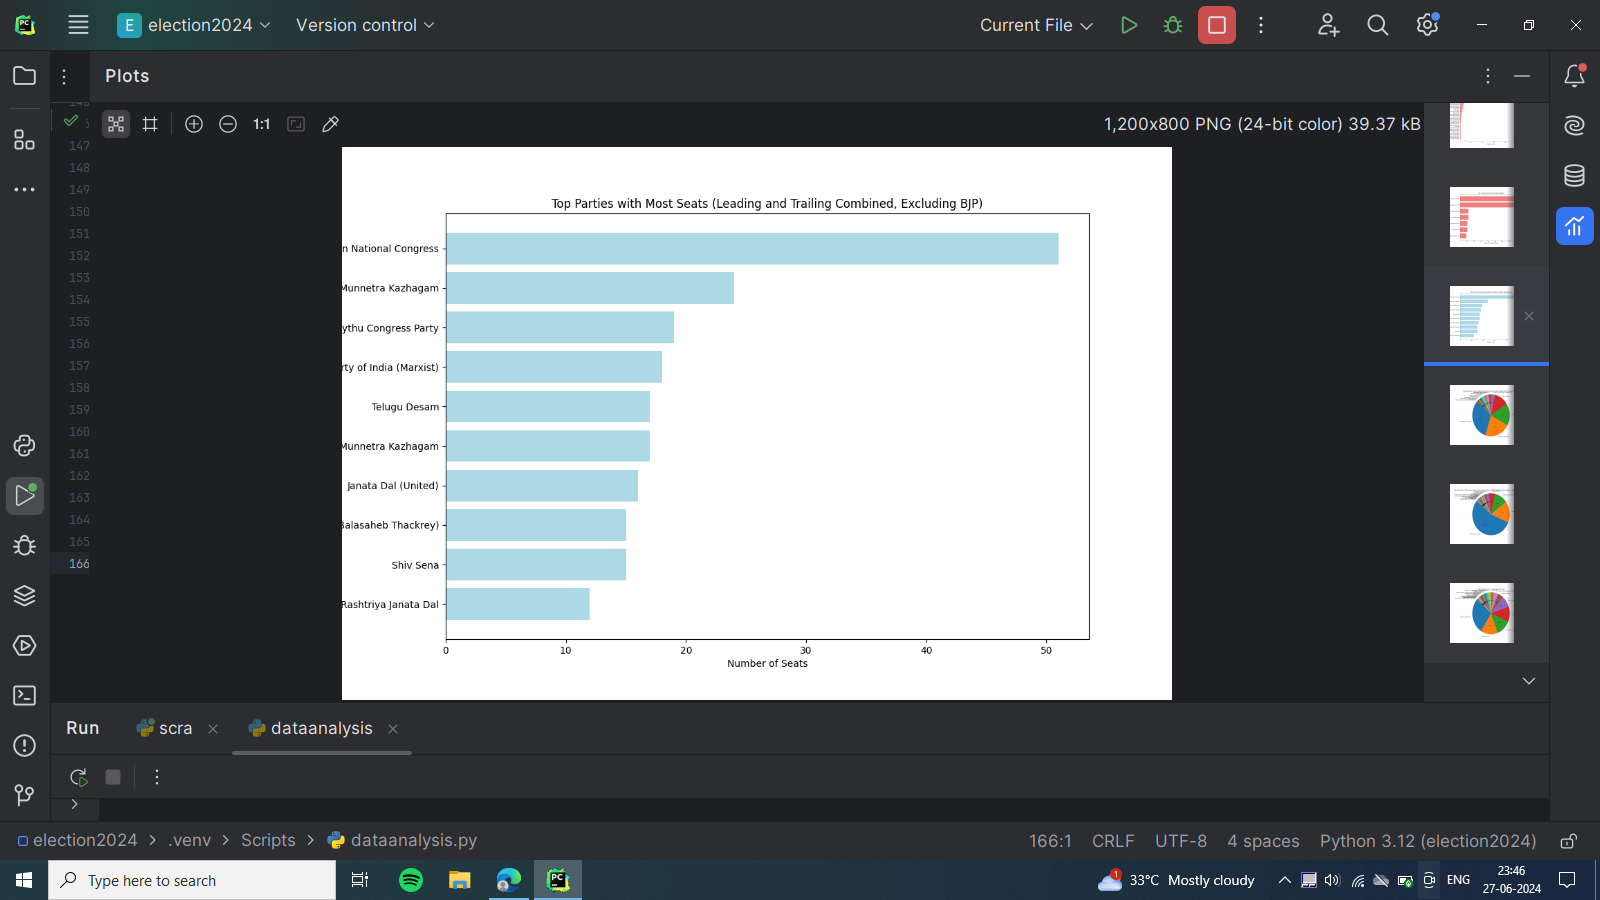 E election2024 Version control Current File
Plots
1:1 1,200x800 PNG (24-bit color) 39.37 kB
147
148
149
150
151
152
153
154
155
156
157
158
159
160
161
162
163
164
165
166
Top Parties with Most Seats (Leading and Trailing Combined, Excluding BJP)
n National Congress
Munnetra Kazhagam
ythu Congress Party
rty of India (Marxist)
Telugu Desam
Munnetra Kazhagam
Janata Dal (United)
Balasaheb Thackrey)
Shiv Sena
Rashtriya Janata Dal
0 10 20 30 40 50
Number of Seats
Run scra dataanalysis
election2024 > .venv > Scripts > dataanalysis.py 166:1 CRLF UTF-8 4 spaces Python 3.12 (election2024)
Type here to search
1 33°C Mostly cloudy ENG
23:46
27-06-2024